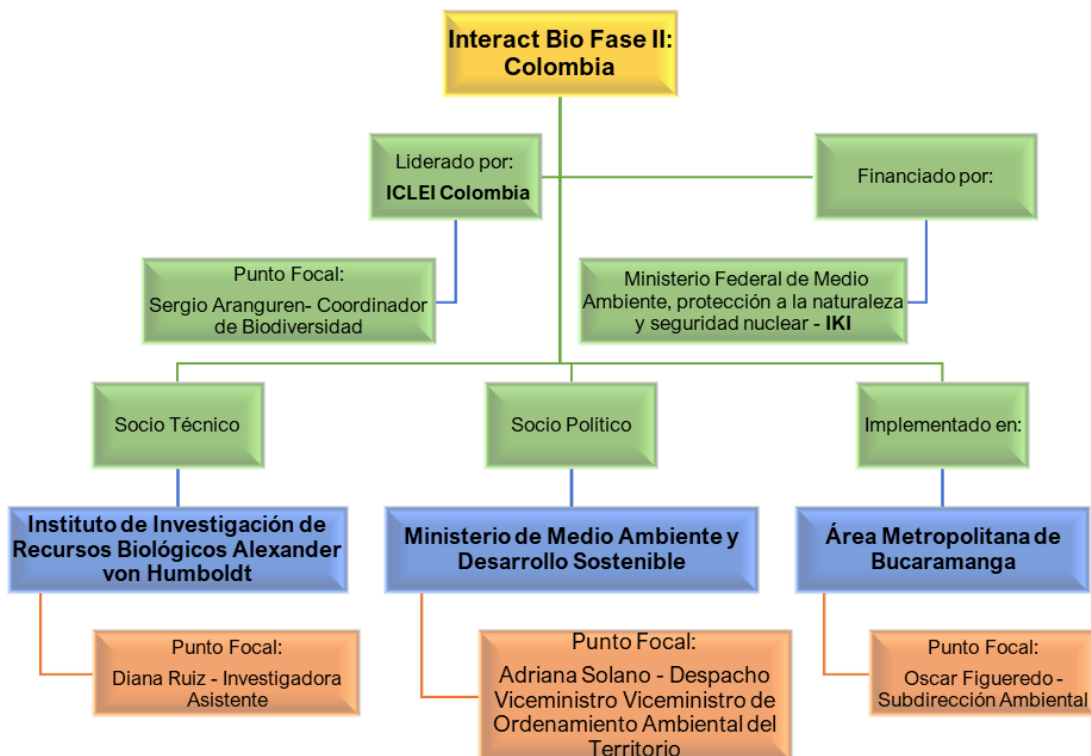 Interact Bio Fase II:
Colombia
Liderado por:
ICLEI Colombia
Financiado por:
Punto Focal:
Sergio Aranguren- Coordinador
de Biodiversidad
Ministerio Federal de Medio
Ambiente, protección a la naturaleza
y seguridad nuclear - IKI
Socio Técnico
Socio Político
Implementado en:
Instituto de Investigación de
Recursos Biológicos Alexander
von Humboldt
Ministerio de Medio Ambiente y
Desarrollo Sostenible
Área Metropolitana de
Bucaramanga
Punto Focal:
Diana Ruiz - Investigadora
Asistente
Punto Focal:
Adriana Solano - Despacho
Viceministro Viceministro de
Ordenamiento Ambiental del
Territorio
Punto Focal:
Oscar Figueredo -
Subdirección Ambiental